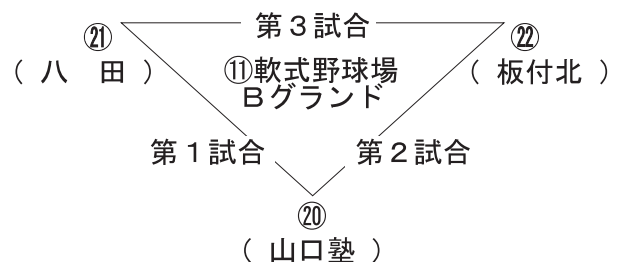 第３試合
㉑ ㉒
（ 八　田 ） ⑪軟式野球場 （ 板付北 ）
Ｂグランド
第１試合 第２試合
⑳
（ 山口塾 ）